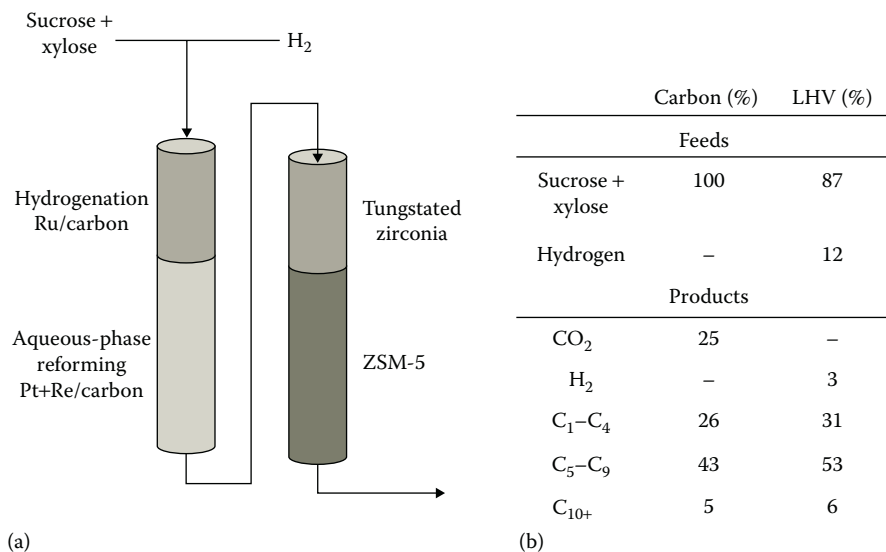 Sucrose +
xylose
H₂
Hydrogenation
Ru/carbon
Aqueous-phase
reforming
Pt+Re/carbon
Tungstated
zirconia
ZSM-5
(a)
Carbon (%) LHV (%)
Feeds
Sucrose + 100 87
xylose
Hydrogen – 12
Products
CO₂ 25 –
H₂ – 3
C₁–C₄ 26 31
C₅–C₉ 43 53
C₁₀₊ 5 6
(b)